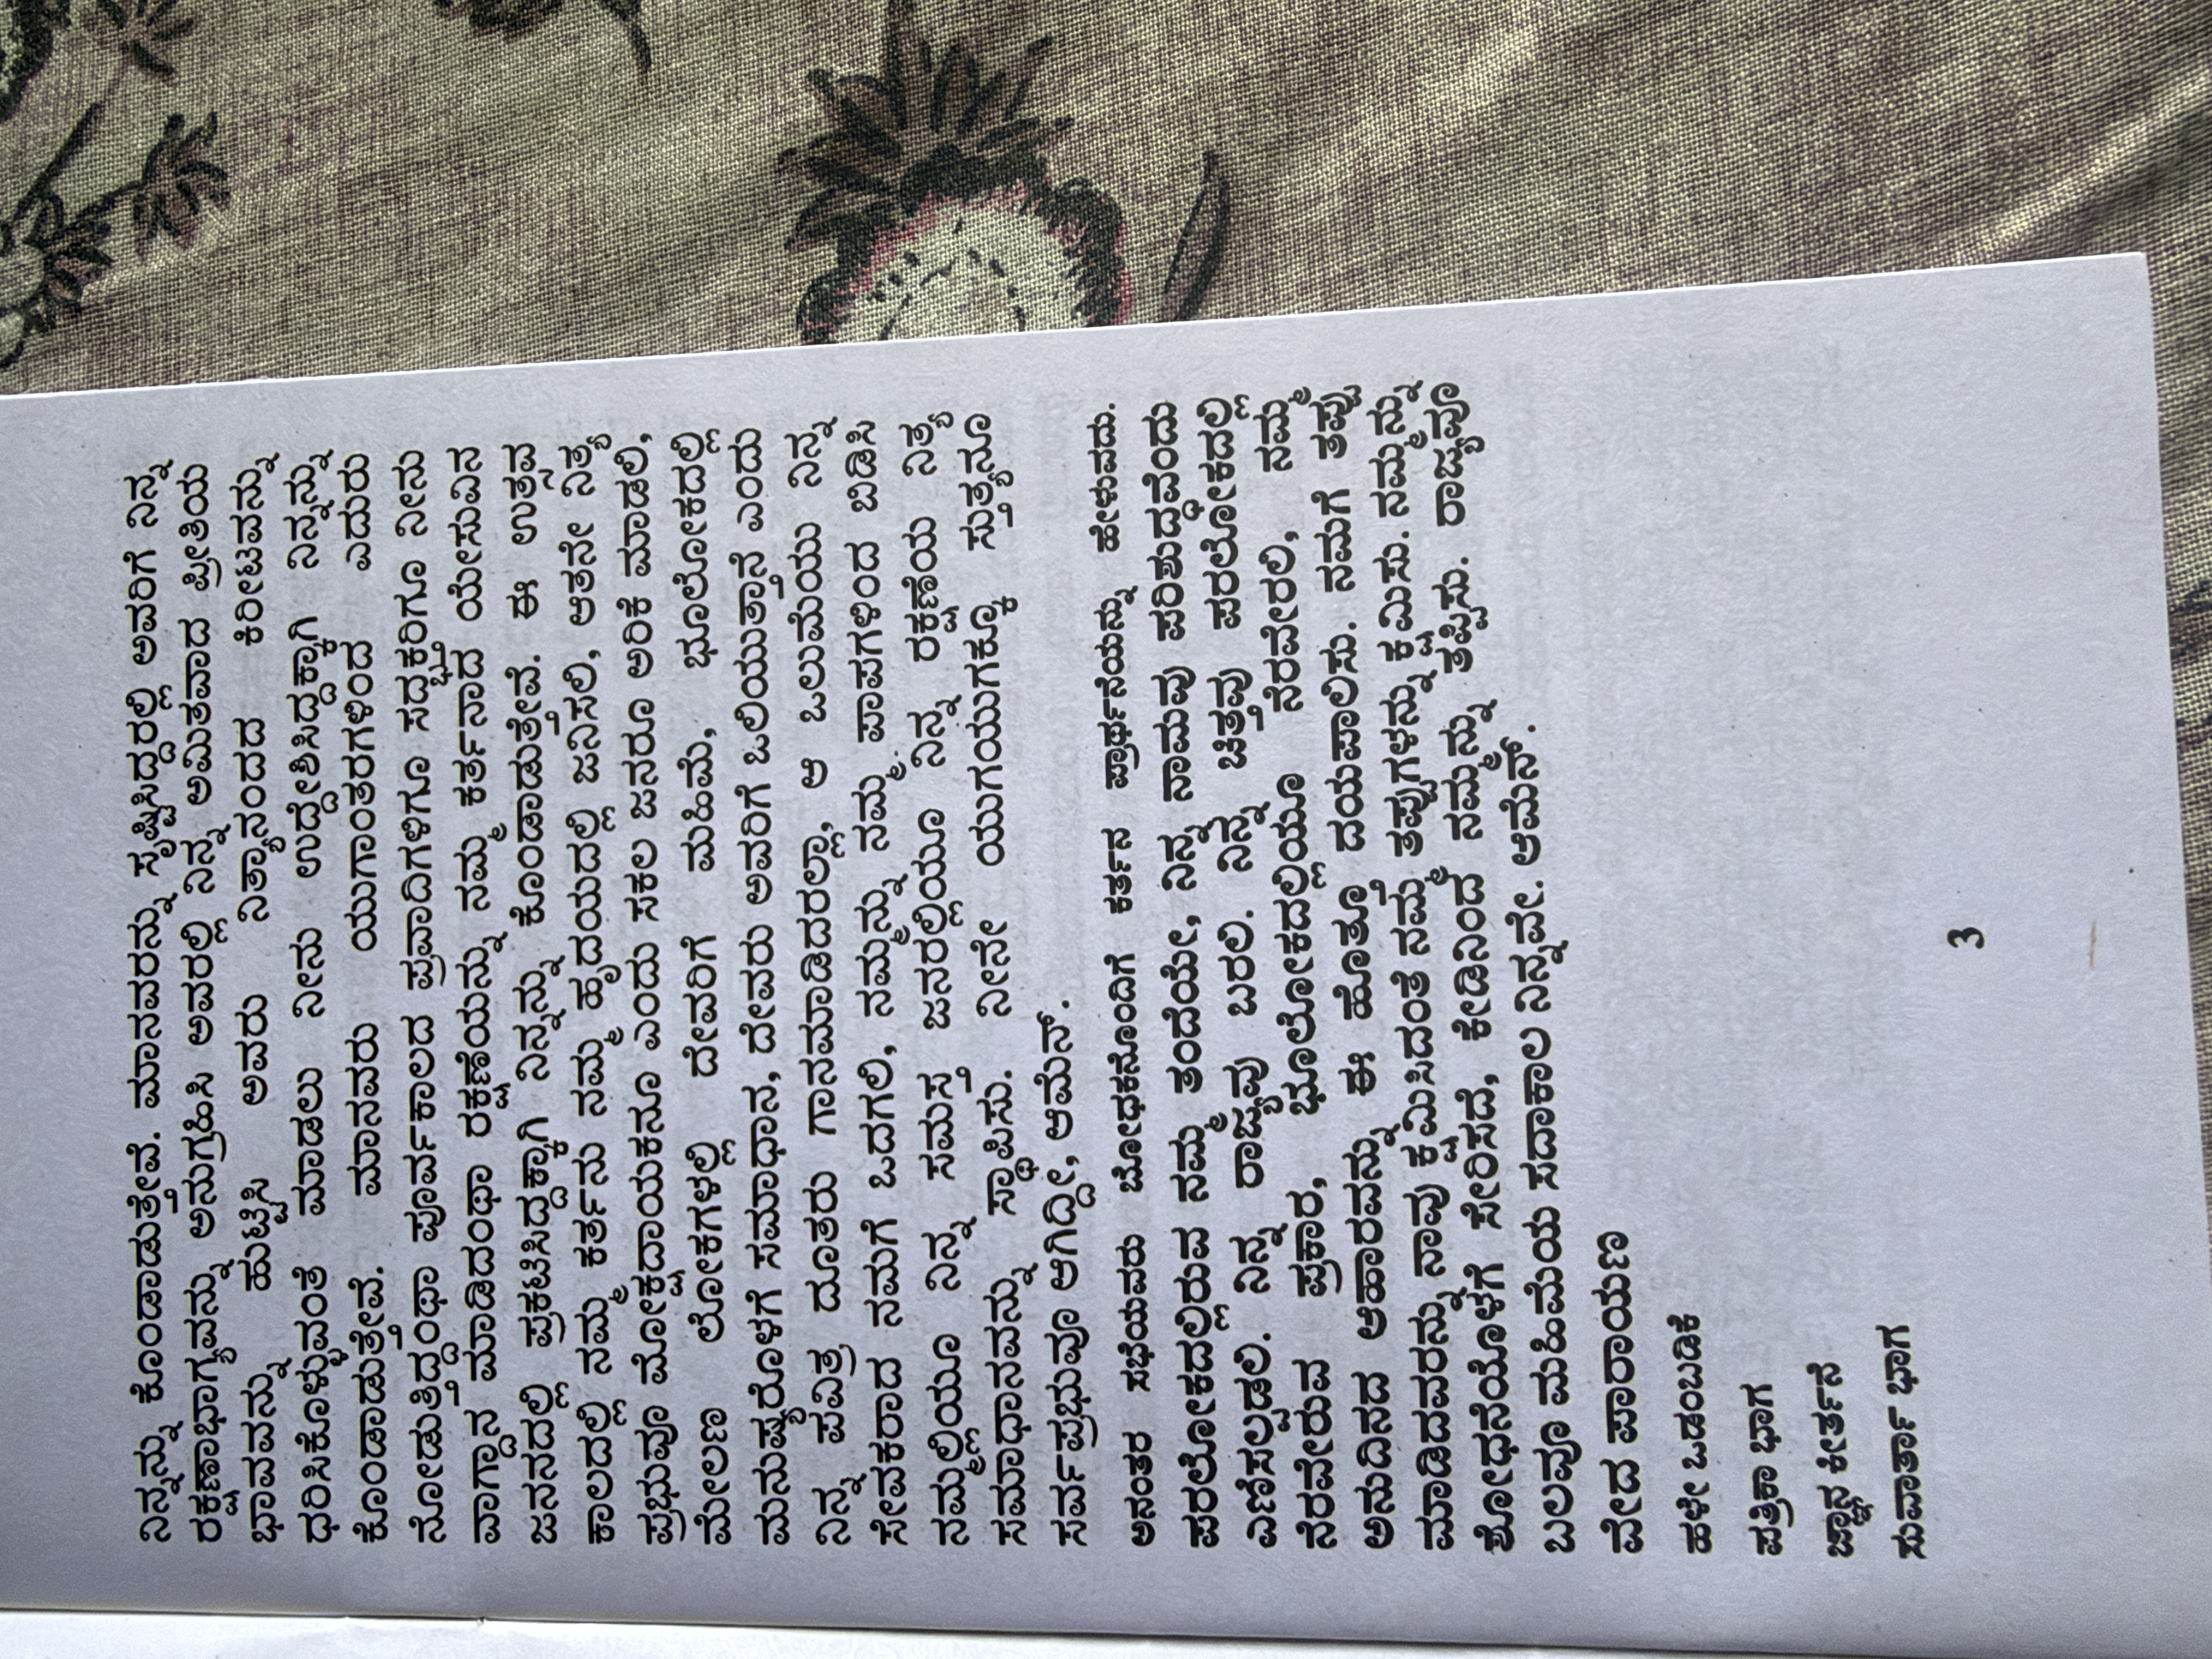 ನಿನ್ನನ್ನು ಕೊಂಡಾಡುತ್ತೇವೆ. ಮಾನವರನ್ನು ಸೃಷ್ಟಿಸಿದ್ದರಲ್ಲಿ ಅವರಿಗೆ ನಿನ್ನ
ರಕ್ಷಣಾಭಾಗ್ಯವನ್ನು ಅನುಗ್ರಹಿಸಿ ಅವರಲ್ಲಿ ನಿನ್ನ ಅಮಿತವಾದ ಪ್ರೀತಿಯ
ಭಾವವನ್ನು ಹುಟ್ಟಿಸಿ ಅವರು ನಿತ್ಯಾನಂದದ ಕಿರೀಟವನ್ನು
ಧರಿಸಿಕೊಳ್ಳುವಂತೆ ಮಾಡಲು ನೀನು ಉದ್ದೇಶಿಸಿದ್ದಕ್ಕಾಗಿ ನಿನ್ನನ್ನು
ಕೊಂಡಾಡುತ್ತೇವೆ. ಮಾನವರು ಯುಗಾಂತರಗಳಿಂದ ಎದುರು
ನೋಡುತ್ತಿದ್ದಂಥಾ ಪೂರ್ವಕಾಲದ ಪ್ರವಾದಿಗಳಿಗೂ ಸದ್ಭಕ್ತರಿಗೂ ನೀನು
ವಾಗ್ದಾನ ಮಾಡಿದಂಥಾ ರಕ್ಷಣೆಯನ್ನು ನಮ್ಮ ಕರ್ತನಾದ ಯೇಸುವಿನ
ಜನನದಲ್ಲಿ ಪ್ರಕಟಿಸಿದ್ದಕ್ಕಾಗಿ ನಿನ್ನನ್ನು ಕೊಂಡಾಡುತ್ತೇವೆ. ಈ ಉತ್ಸವ
ಕಾಲದಲ್ಲಿ ನಮ್ಮ ಕರ್ತನು ನಮ್ಮ ಹೃದಯದಲ್ಲಿ ಜನಿಸಲಿ, ಆತನೇ ನಿತ್ಯ
ಪ್ರಭುವೂ ಮೋಕ್ಷದಾಯಕನೂ ಎಂದು ಸಕಲ ಜನರೂ ಅರಿಕೆ ಮಾಡಲಿ,
ಮೇಲಣ ಲೋಕಗಳಲ್ಲಿ ದೇವರಿಗೆ ಮಹಿಮೆ, ಭೂಲೋಕದಲ್ಲಿ
ಮನುಷ್ಯರೊಳಗೆ ಸಮಾಧಾನ, ದೇವರು ಅವರಿಗೆ ಒಲಿಯುತ್ತಾನೆ ಎಂದು
ನಿನ್ನ ಪವಿತ್ರ ದೂತರು ಗಾನಮಾಡಿದರಲ್ಲಾ, ಆ ಒಲುಮೆಯು ನಿನ್ನ
ಸೇವಕರಾದ ನಮಗೆ ಒದಗಲಿ, ನಮ್ಮನ್ನು ನಮ್ಮ ಪಾಪಗಳಿಂದ ಬಿಡಿಸಿ
ನಮ್ಮಲ್ಲಿಯೂ ನಿನ್ನ ಸಮಸ್ತ ಜನರಲ್ಲಿಯೂ ನಿನ್ನ ರಕ್ಷಣೆಯ ನಿತ್ಯ
ಸಮಾಧಾನವನ್ನು ಸ್ಥಾಪಿಸು. ನೀನೇ ಯುಗಯುಗಕ್ಕೂ ಸ್ತುತ್ಯನೂ
ಸರ್ವಪ್ರಭುವೂ ಆಗಿದ್ದೀ, ಆಮೆನ್.
ಅನಂತರ ಸಭೆಯವರು ಬೋಧಕನೊಂದಿಗೆ ಕರ್ತನ ಪ್ರಾರ್ಥನೆಯನ್ನು ಹೇಳುವದು.
ಪರಲೋಕದಲ್ಲಿರುವ ನಮ್ಮ ತಂದೆಯೇ, ನಿನ್ನ ನಾಮವು ಪರಿಶುದ್ಧವೆಂದು
ಎಣಿಸಲ್ಪಡಲಿ. ನಿನ್ನ ರಾಜ್ಯವು ಬರಲಿ. ನಿನ್ನ ಚಿತ್ತವು ಪರಲೋಕದಲ್ಲಿ
ನೆರವೇರುವ ಪ್ರಕಾರ, ಭೂಲೋಕದಲ್ಲಿಯೂ ನೆರವೇರಲಿ, ನಮ್ಮ
ಅನುದಿನದ ಆಹಾರವನ್ನು ಈ ಹೊತ್ತೂ ದಯಪಾಲಿಸು. ನಮಗೆ ತಪ್ಪು
ಮಾಡಿದವರನ್ನು ನಾವು ಕ್ಷಮಿಸಿದಂತೆ ನಮ್ಮ ತಪ್ಪುಗಳನ್ನು ಕ್ಷಮಿಸು. ನಮ್ಮನ್ನು
ಶೋಧನೆಯೊಳಗೆ ಸೇರಿಸದೆ, ಕೇಡಿನಿಂದ ನಮ್ಮನ್ನು ತಪ್ಪಿಸು. ರಾಜ್ಯವೂ
ಬಲವೂ ಮಹಿಮೆಯ ಸದಾಕಾಲ ನಿನ್ನವೇ. ಆಮೆನ್.
ವೇದ ಪಾರಾಯಣ
ಹಳೇ ಒಡಂಬಡಿಕೆ
ಪತ್ರಿಕಾ ಭಾಗ
ಜ್ಞಾನ ಕೀರ್ತನೆ
ಸುವಾರ್ತಾ ಭಾಗ
3